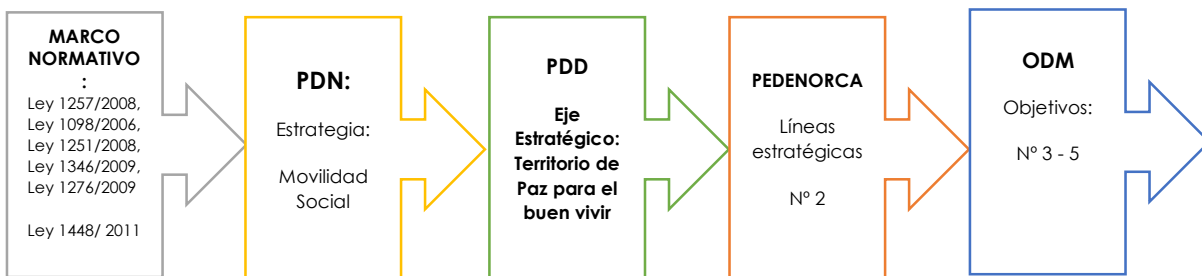 MARCO
NORMATIVO
:
Ley 1257/2008,
Ley 1098/2006,
Ley 1251/2008,
Ley 1346/2009,
Ley 1276/2009
Ley 1448/ 2011
PDN:
Estrategia:
Movilidad
Social
PDD
Eje
Estratégico:
Territorio de
Paz para el
buen vivir
PEDENORCA
Líneas
estratégicas
Nº 2
ODM
Objetivos:
Nº 3 - 5